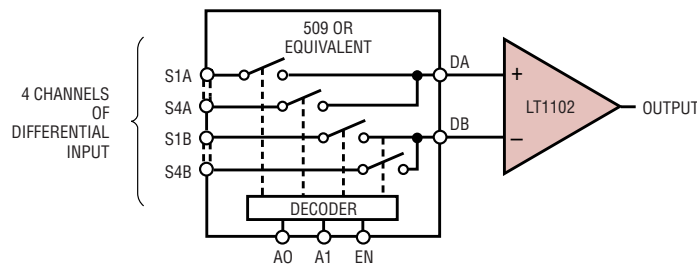 509 OR
EQUIVALENT
4 CHANNELS
OF
DIFFERENTIAL
INPUT
S1A
S4A
S1B
S4B
DA
DB
+
–
LT1102
OUTPUT
DECODER
A0
A1
EN